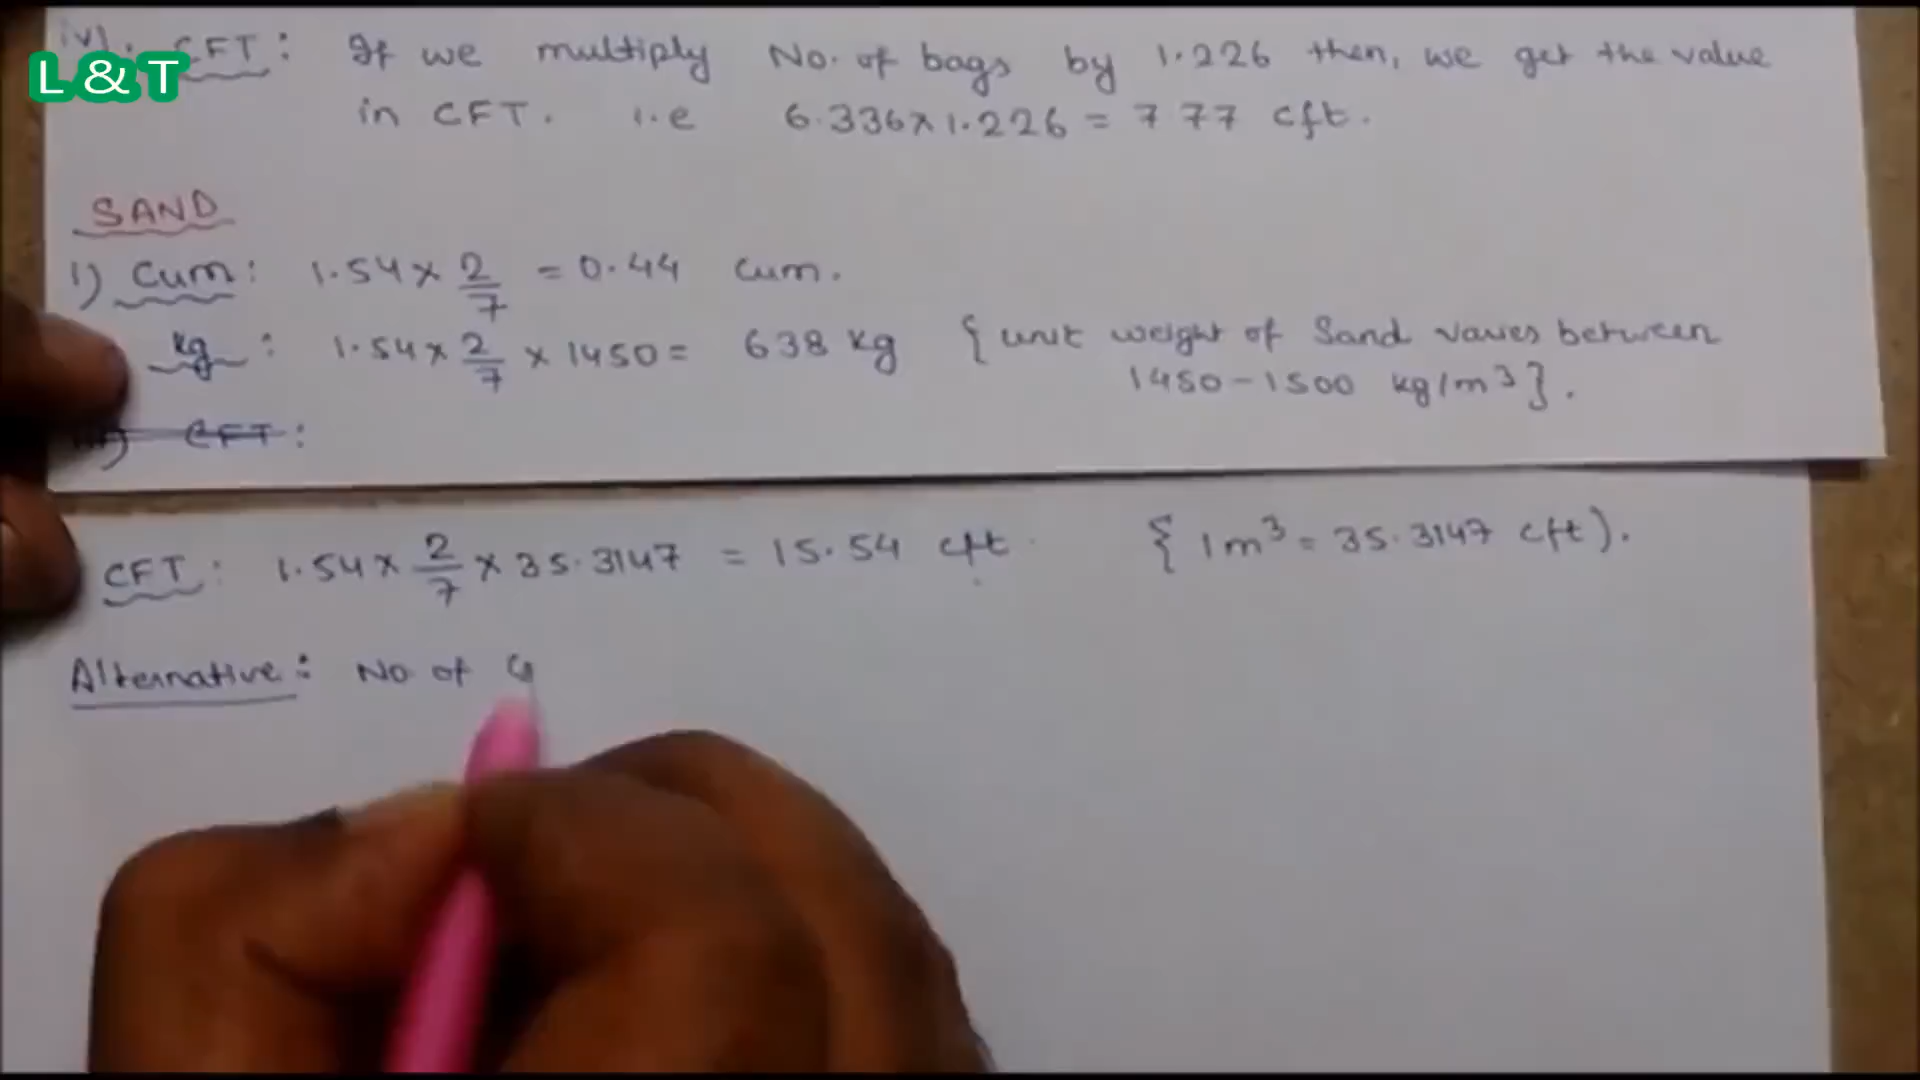 iv). CFT: If we multiply No. of bags by 1.226 then, we get the value
L&T
in CFT. i.e 6.336x1.226 = 7.77 cft.
SAND
i) Cum: 1.54 x 2/7 = 0.44 cum.
kg: 1.54 x 2/7 x 1450 = 638 kg { unit weight of Sand varies between
1450-1500 kg/m³}.
CFT:
CFT: 1.54 x 2/7 x 35.3147 = 15.54 cft. { 1m³ = 35.3147 cft).
Alternative: No of